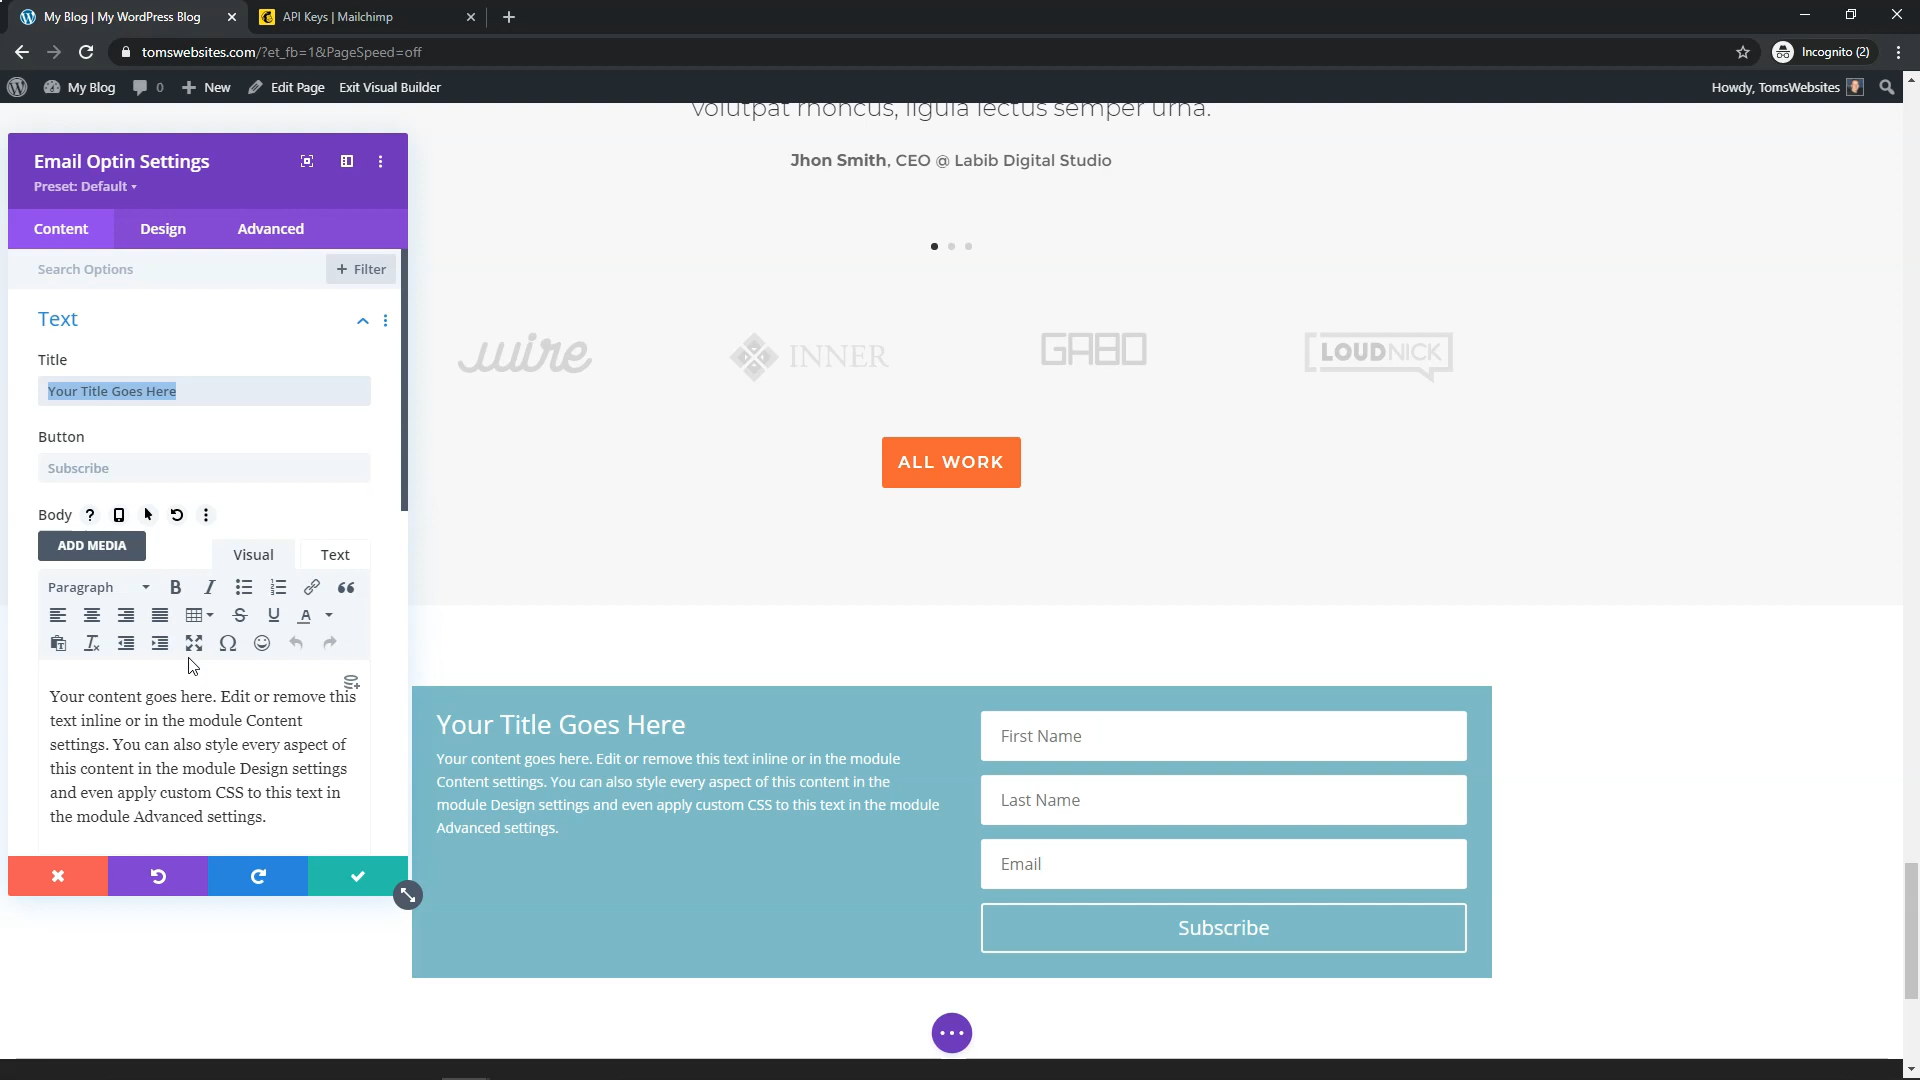 My Blog | My WordPress Blog
API Keys | Mailchimp
tomswebsites.com/?et_fb=1&PageSpeed=off
Incognito (2)
My Blog
0
New
Edit Page
Exit Visual Builder
Howdy, TomsWebsites
volutpat rhoncus, ligula lectus semper urna.
Jhon Smith, CEO @ Labib Digital Studio
Email Optin Settings
Preset: Default
Content
Design
Advanced
Search Options
+ Filter
Text
Title
Your Title Goes Here
Button
Subscribe
Body
ADD MEDIA
Visual
Text
Paragraph
Your content goes here. Edit or remove this
text inline or in the module Content
settings. You can also style every aspect of
this content in the module Design settings
and even apply custom CSS to this text in
the module Advanced settings.
wire
INNER
GABO
LOUDNICK
ALL WORK
Your Title Goes Here
Your content goes here. Edit or remove this text inline or in the module
Content settings. You can also style every aspect of this content in the
module Design settings and even apply custom CSS to this text in the module
Advanced settings.
First Name
Last Name
Email
Subscribe